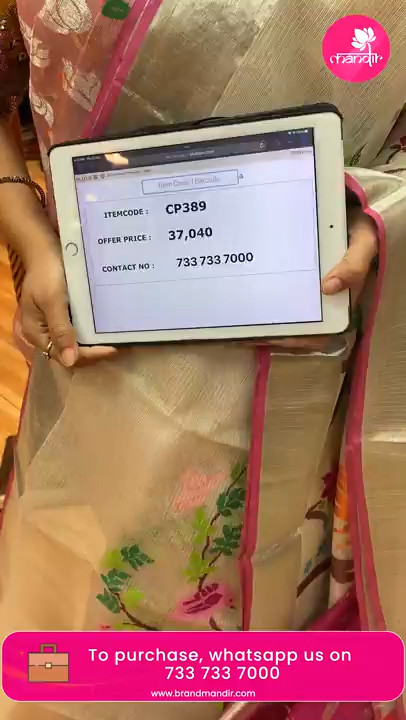 mandir
Item Code / Barcode
ITEMCODE : CP389
OFFER PRICE : 37,040
CONTACT NO : 733 733 7000
To purchase, whatsapp us on
733 733 7000
www.brandmandir.com